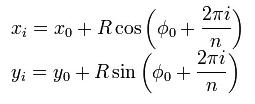 x_i = x_0 + R cos(ϕ_0 + 2πi/n)
y_i = y_0 + R sin(ϕ_0 + 2πi/n)